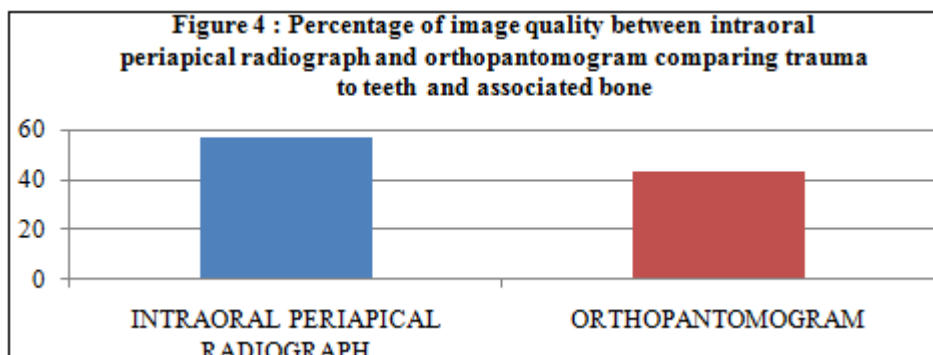 Figure 4 : Percentage of image quality between intraoral
periapical radiograph and orthopantomogram comparing trauma
to teeth and associated bone
60
40
20
0
INTRAORAL PERIAPICAL
RADIOGRAPH
ORTHOPANTOMOGRAM